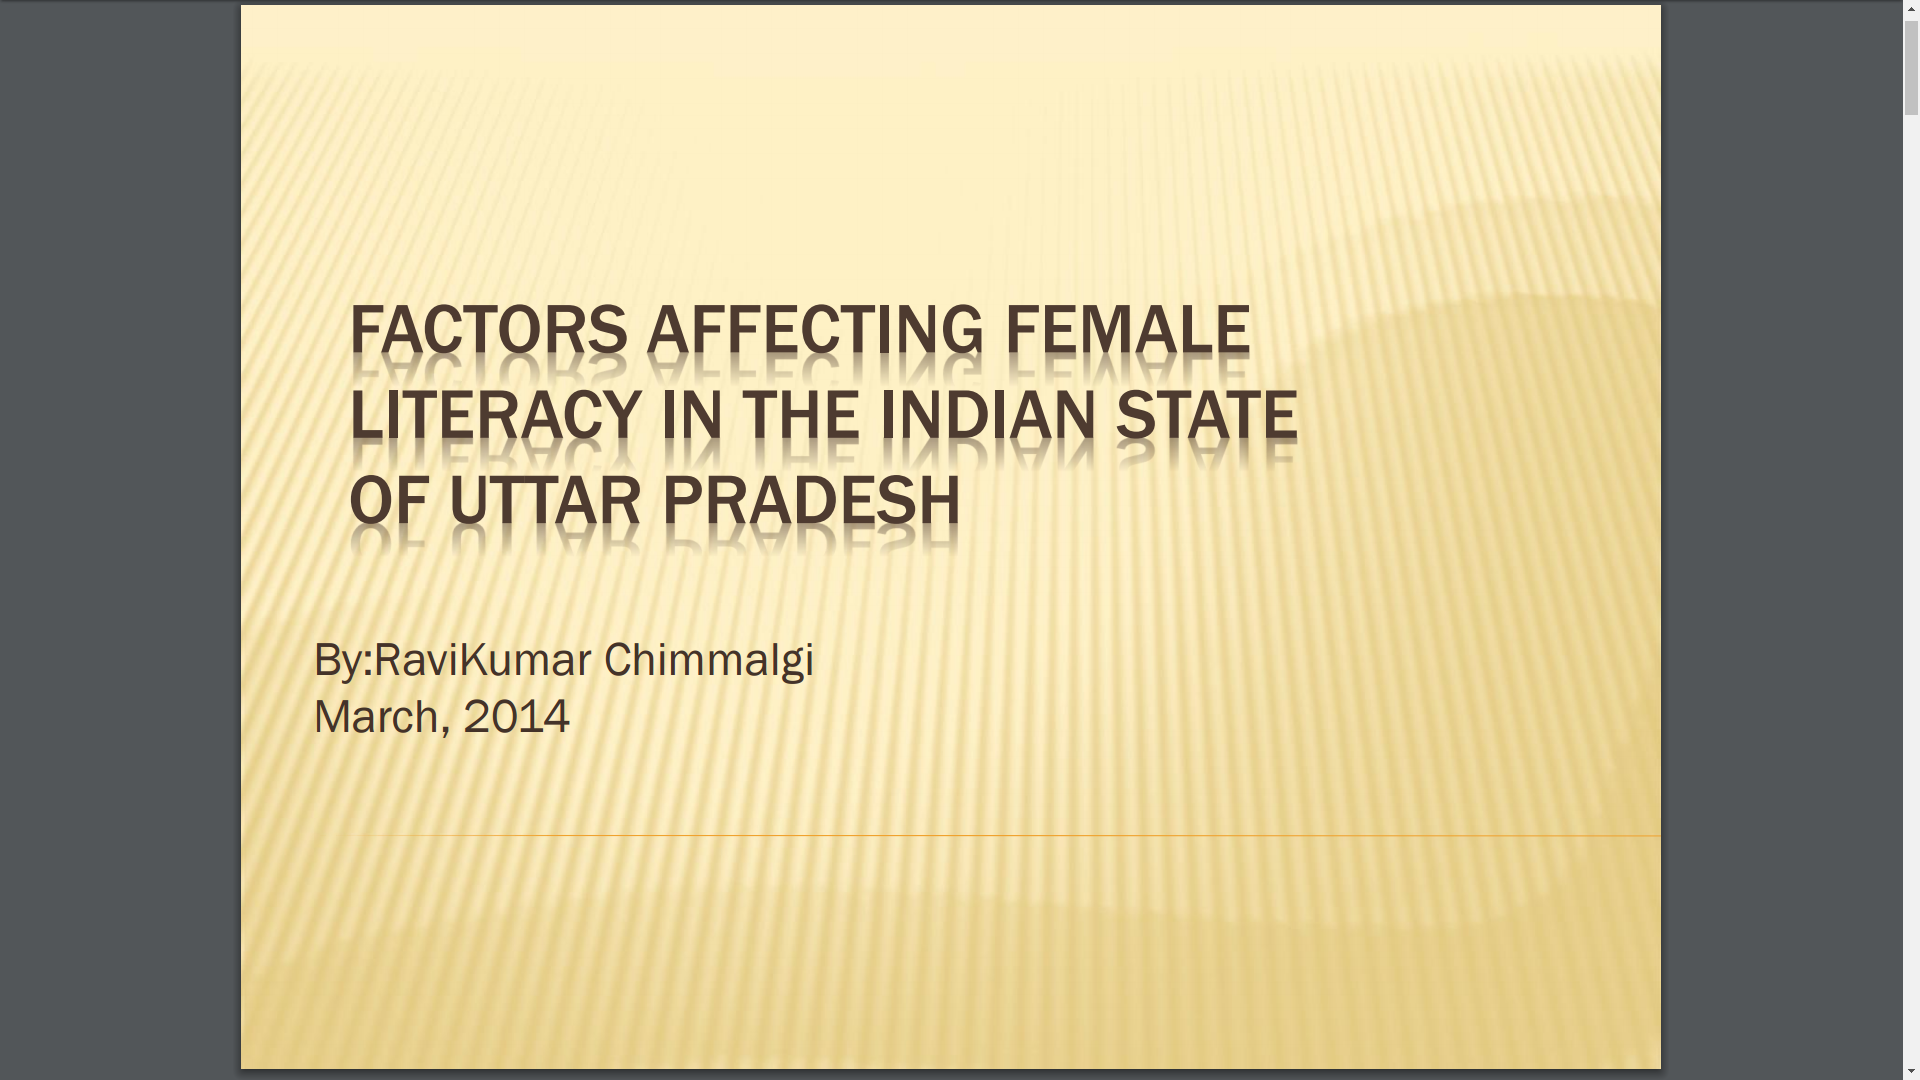 FACTORS AFFECTING FEMALE
LITERACY IN THE INDIAN STATE
OF UTTAR PRADESH
By:RaviKumar Chimmalgi
March, 2014